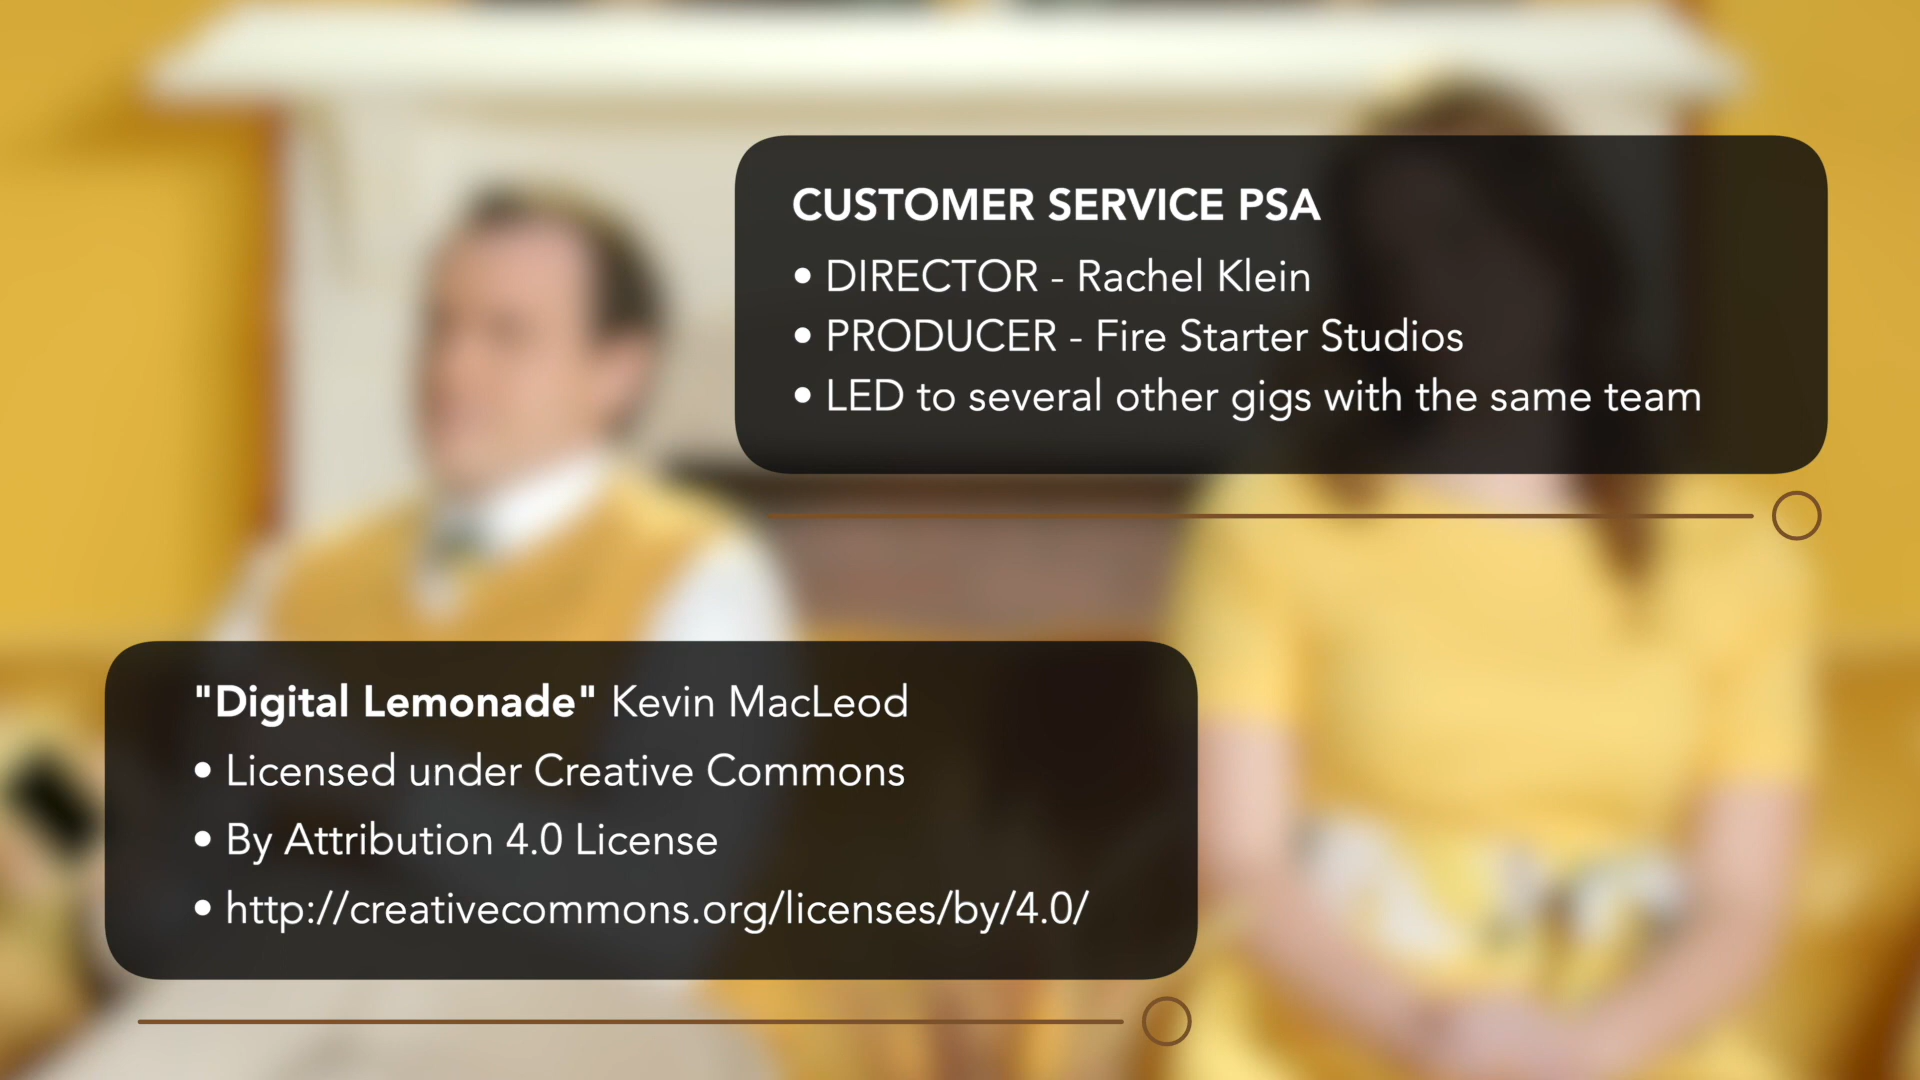 CUSTOMER SERVICE PSA
• DIRECTOR - Rachel Klein
• PRODUCER - Fire Starter Studios
• LED to several other gigs with the same team
"Digital Lemonade" Kevin MacLeod
• Licensed under Creative Commons
• By Attribution 4.0 License
• http://creativecommons.org/licenses/by/4.0/